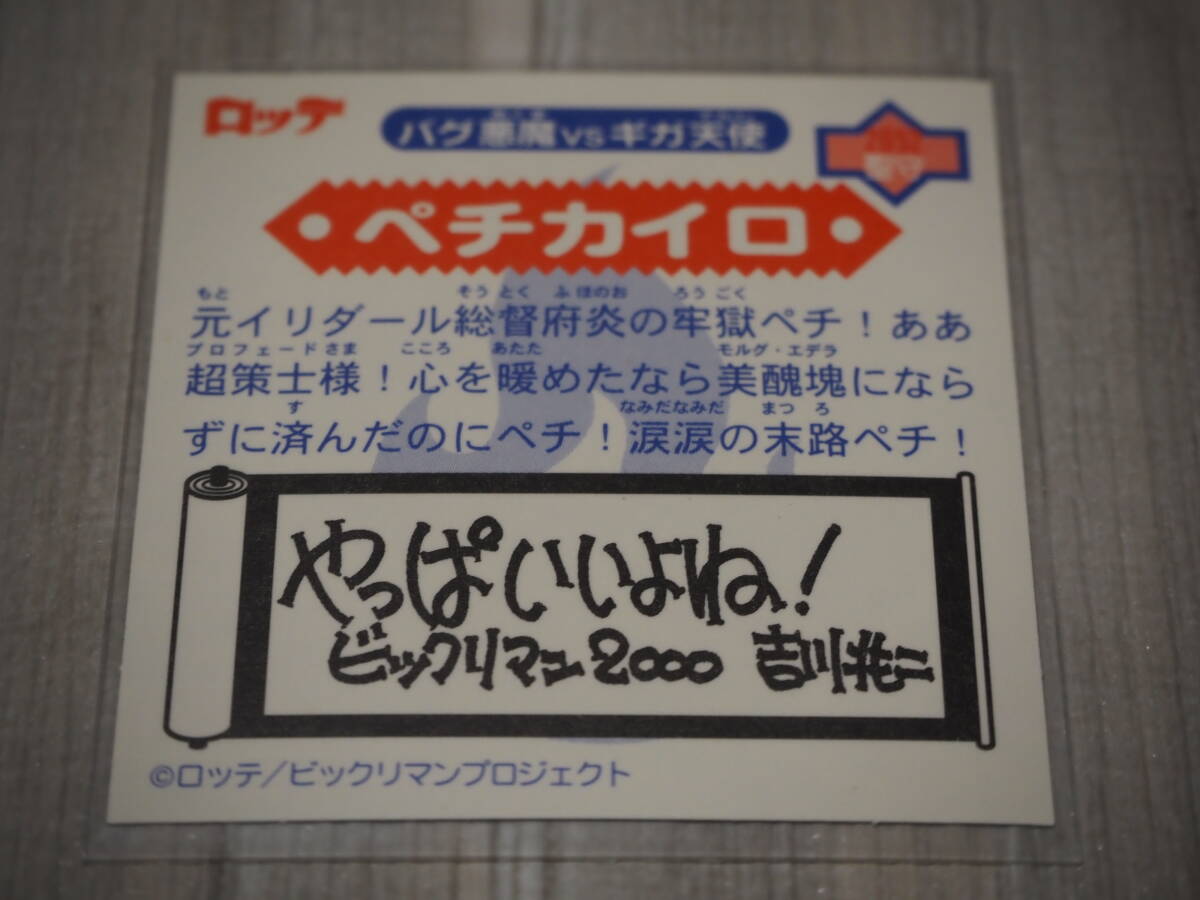 ロッテ
バグ悪魔vsギガ天使
ペチカイロ
もと そうとく ふほのお ろうごく
元イリダール総督府炎の牢獄ペチ！ああ
プロフェードさま こころ あたた モルグ・エデラ
超策士様！心を暖めたなら美醜塊になら
す なみだなみだ まつろ
ずに済んだのにペチ！涙涙の末路ペチ！
やっぱいいよね！
ビックリマン2000 吉川兆二
©ロッテ／ビックリマンプロジェクト